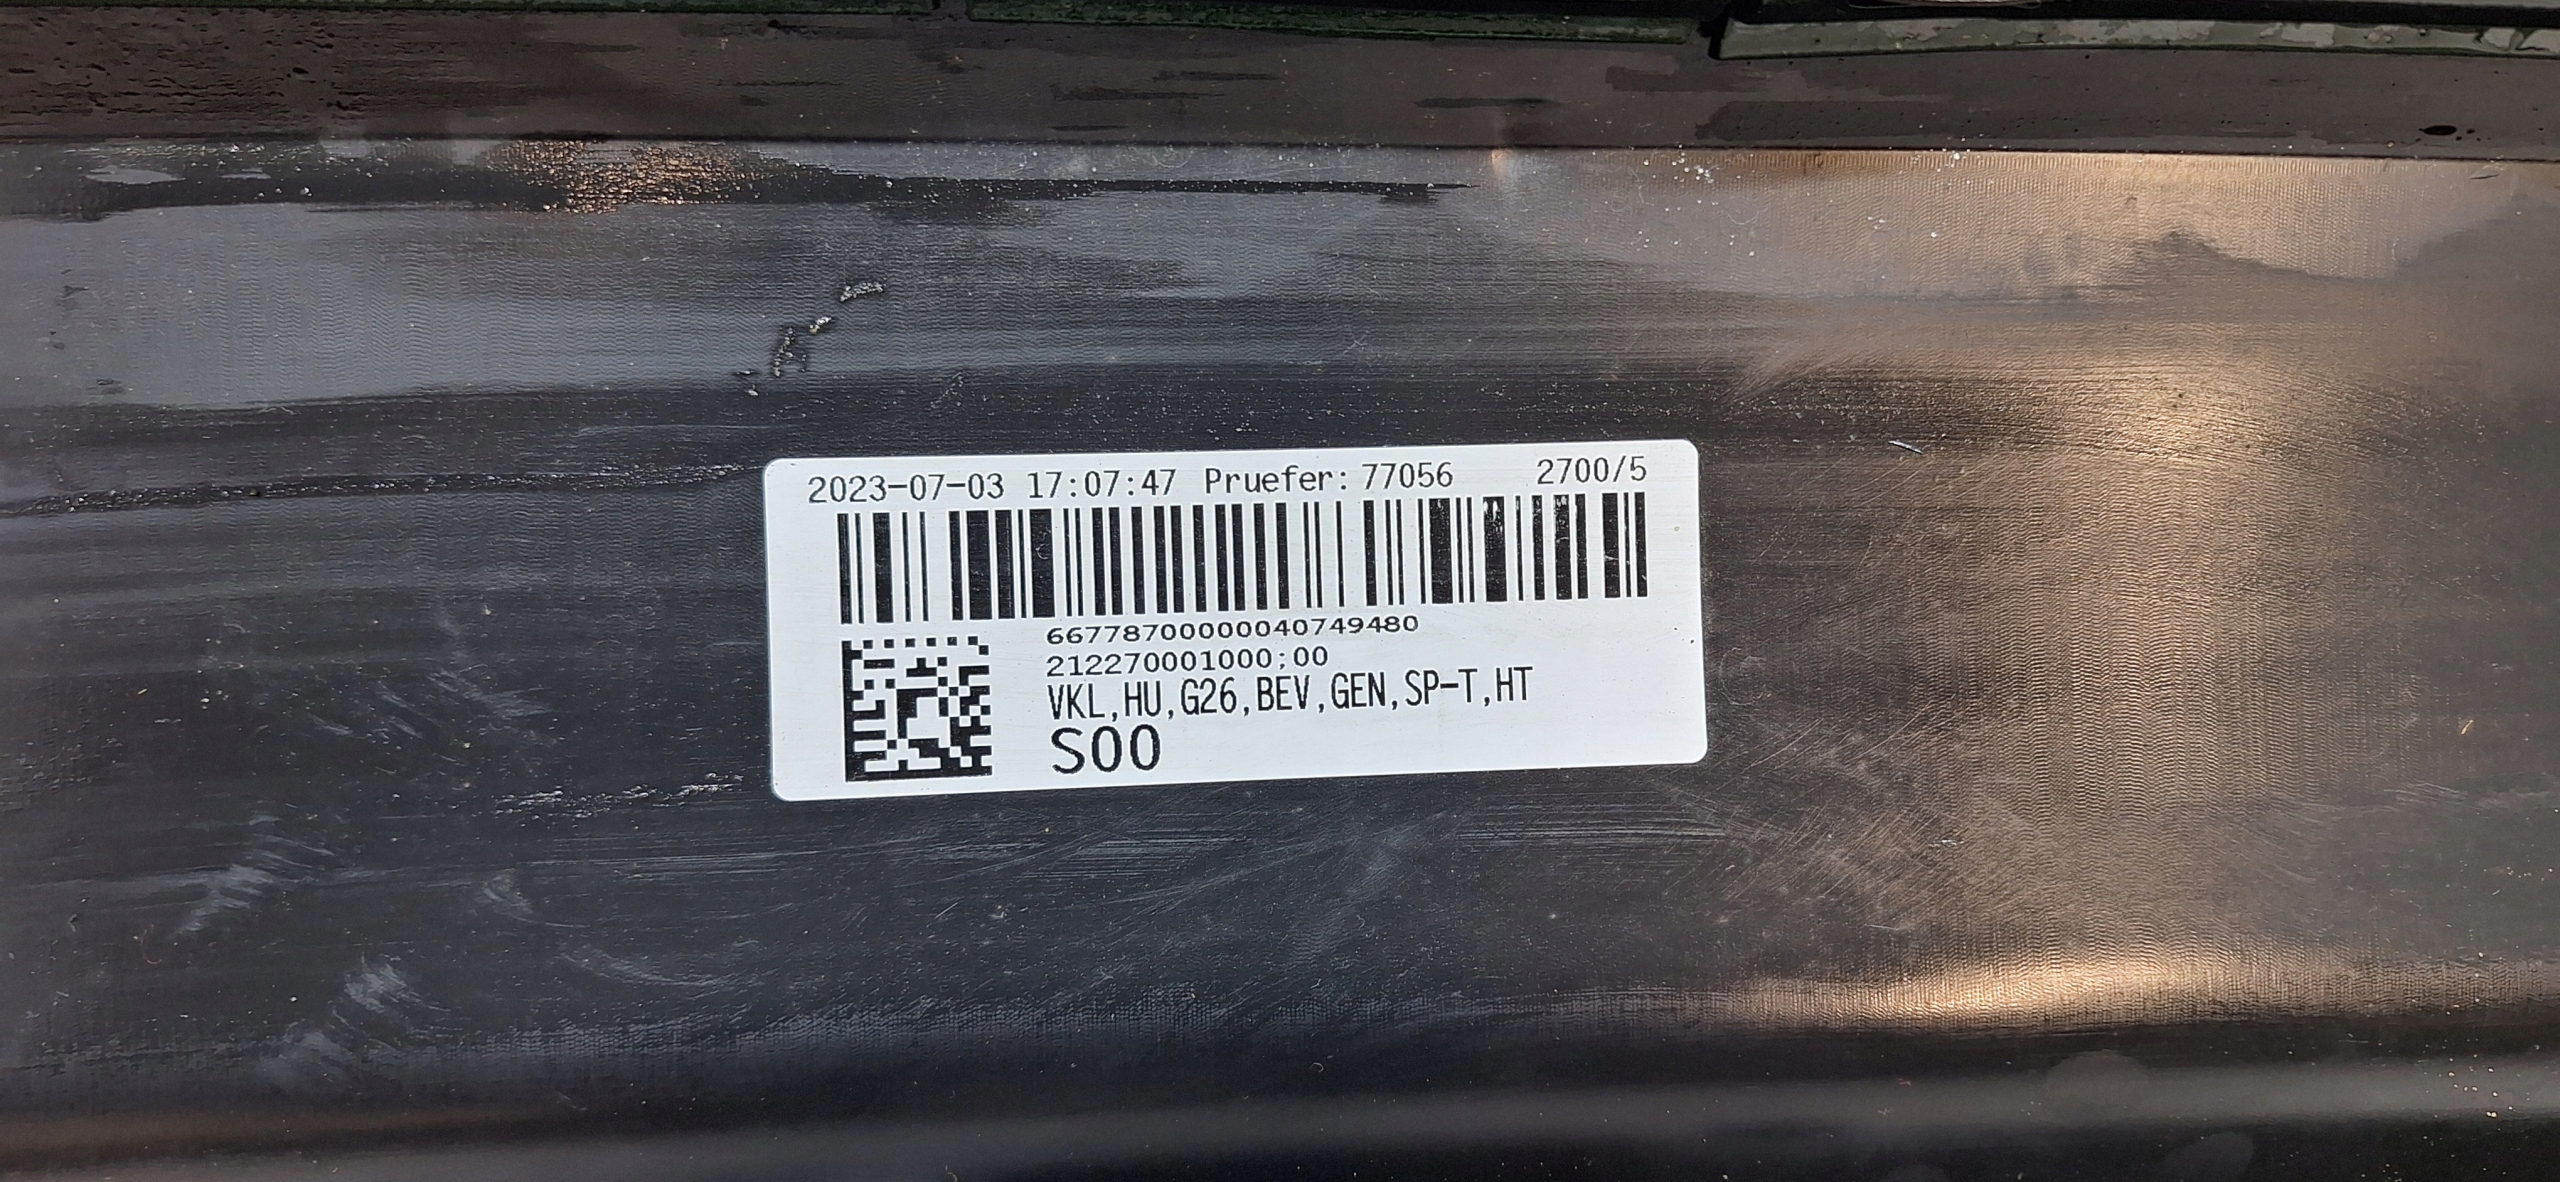 2023-07-03 17:07:47 Pruefer: 77056 2700/5
66778700000040749480
212270001000;00
VKL,HU,G26,BEV,GEN,SP-T,HT
S00